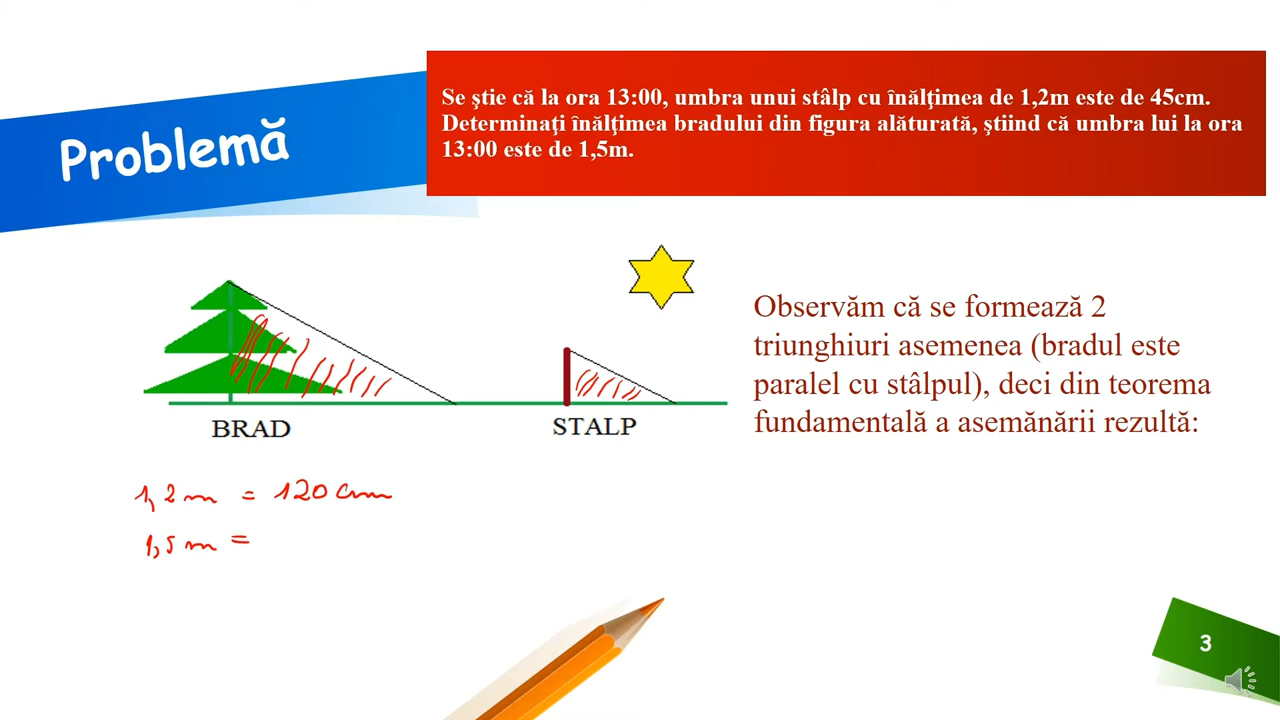 Problemă
Se ştie că la ora 13:00, umbra unui stâlp cu înălţimea de 1,2m este de 45cm.
Determinaţi înălţimea bradului din figura alăturată, ştiind că umbra lui la ora
13:00 este de 1,5m.
Observăm că se formează 2
triunghiuri asemenea (bradul este
paralel cu stâlpul), deci din teorema
fundamentală a asemănării rezultă:
BRAD
STALP
1,2 m = 120 cm
1,5 m =
3